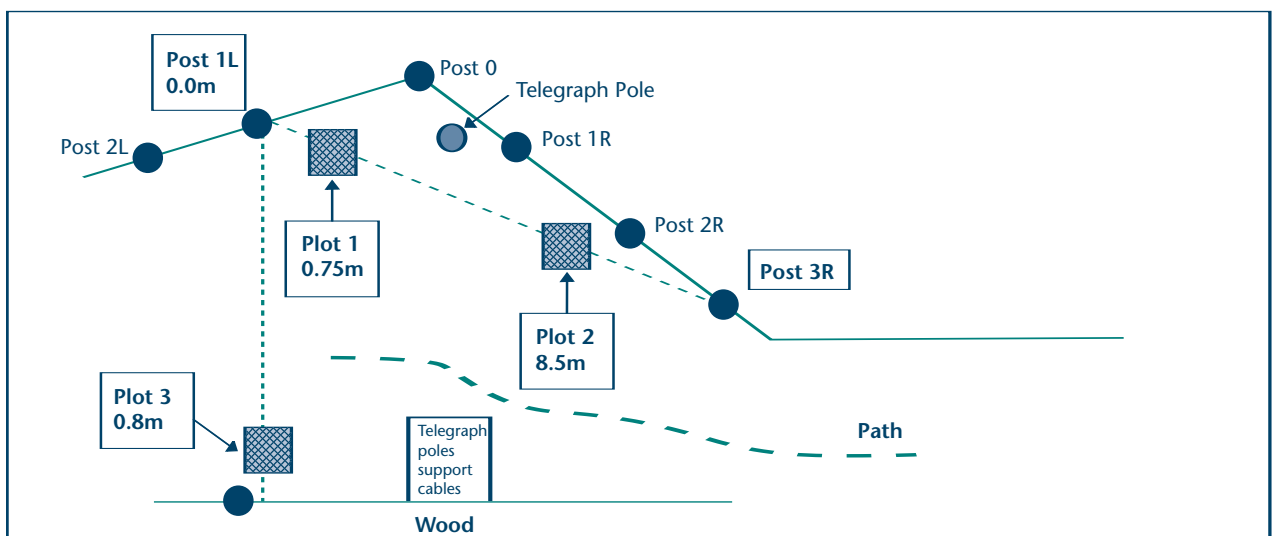 Post 1L
0.0m
Post 0
Telegraph Pole
Post 2L
Post 1R
Plot 1
0.75m
Post 2R
Post 3R
Plot 2
8.5m
Plot 3
0.8m
Telegraph
poles
support
cables
Path
Wood